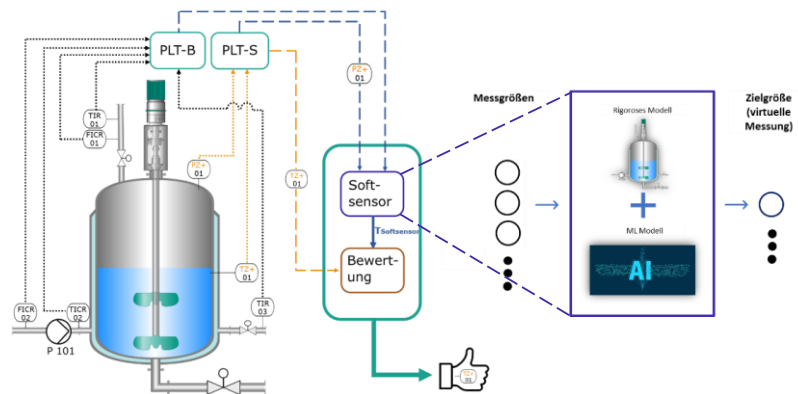 PLT-B
PLT-S
PZ+
01
Messgrößen
Zielgröße
(virtuelle
Messung)
Rigoroses Modell
TIR
01
FICR
01
PZ+
01
TZ+
01
Soft-
sensor
TSoftsensor
Bewert-
ung
ML Modell
AI
TZ+
01
FICR
02
TICR
02
TIR
03
P 101
TZ+
01